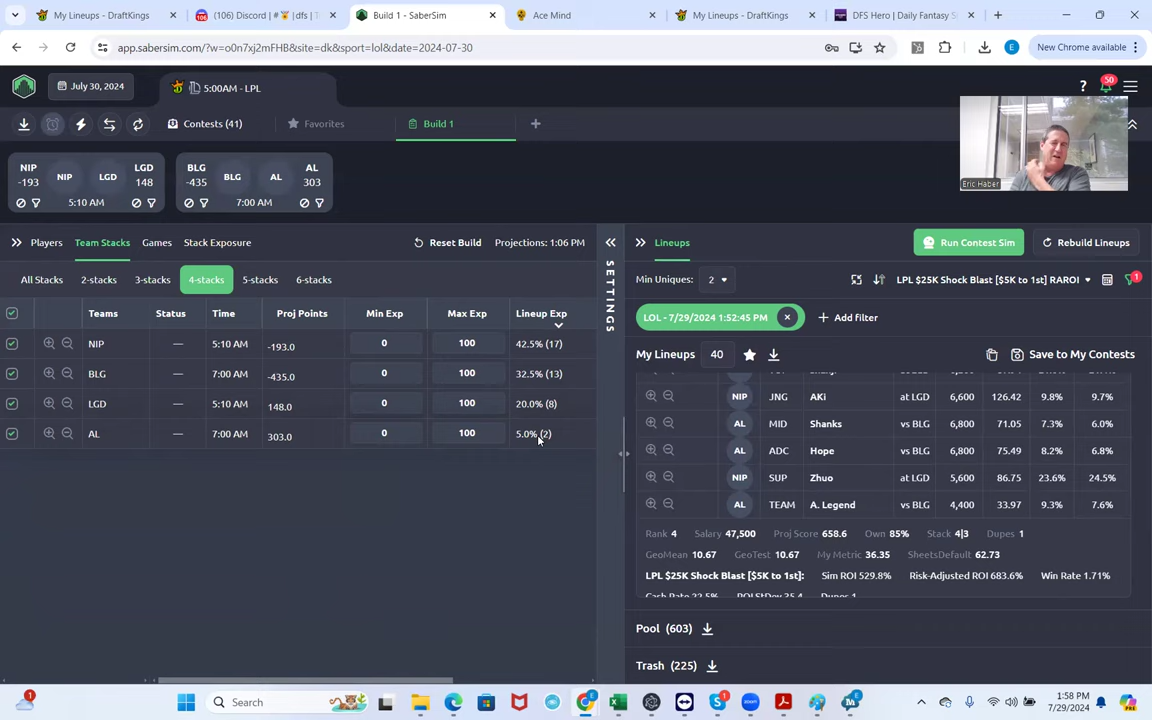 My Lineups - DraftKings
(106) Discord | #🏅|dfs | T
Build 1 - SaberSim
Ace Mind
My Lineups - DraftKings
DFS Hero | Daily Fantasy S
app.sabersim.com/?w=o0n7xj2mFHB&site=dk&sport=lol&date=2024-07-30
New Chrome available
July 30, 2024
5:00AM - LPL
50
Contests (41)
Favorites
Build 1
NIP LGD
-193 NIP LGD 148
5:10 AM
BLG AL
-435 BLG AL 303
7:00 AM
Eric Haber
Players Team Stacks Games Stack Exposure Reset Build Projections: 1:06 PM
All Stacks 2-stacks 3-stacks 4-stacks 5-stacks 6-stacks
Teams Status Time Proj Points Min Exp Max Exp Lineup Exp
NIP — 5:10 AM -193.0 0 100 42.5% (17)
BLG — 7:00 AM -435.0 0 100 32.5% (13)
LGD — 5:10 AM 148.0 0 100 20.0% (8)
AL — 7:00 AM 303.0 0 100 5.0% (2)
SETTINGS
Lineups Run Contest Sim Rebuild Lineups
Min Uniques: 2 LPL $25K Shock Blast [$5K to 1st] RAROI 1
LOL - 7/29/2024 1:52:45 PM Add filter
My Lineups 40 Save to My Contests
NIP JNG AKi at LGD 6,600 126.42 9.8% 9.7%
AL MID Shanks vs BLG 6,800 71.05 7.3% 6.0%
AL ADC Hope vs BLG 6,800 75.49 8.2% 6.8%
NIP SUP Zhuo at LGD 5,600 86.75 23.6% 24.5%
AL TEAM A. Legend vs BLG 4,400 33.97 9.3% 7.6%
Rank 4 Salary 47,500 Proj Score 658.6 Own 85% Stack 4|3 Dupes 1
GeoMean 10.67 GeoTest 10.67 My Metric 36.35 SheetsDefault 62.73
LPL $25K Shock Blast [$5K to 1st]: Sim ROI 529.8% Risk-Adjusted ROI 683.6% Win Rate 1.71%
Cash Rate 22.5% ROI StDev 35.4 Dupes 1
Pool (603)
Trash (225)
Search
1:58 PM
7/29/2024